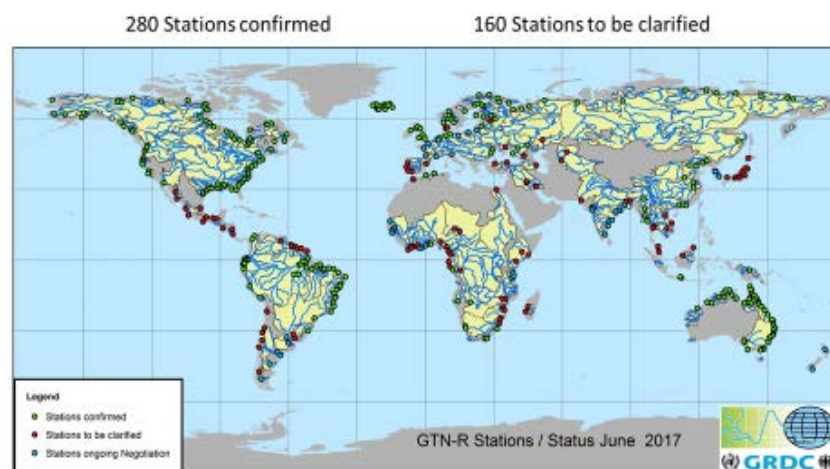 280 Stations confirmed 160 Stations to be clarified
Legend
Stations confirmed
Stations to be clarified
Stations ongoing Negotiation
GTN-R Stations / Status June 2017
GRDC